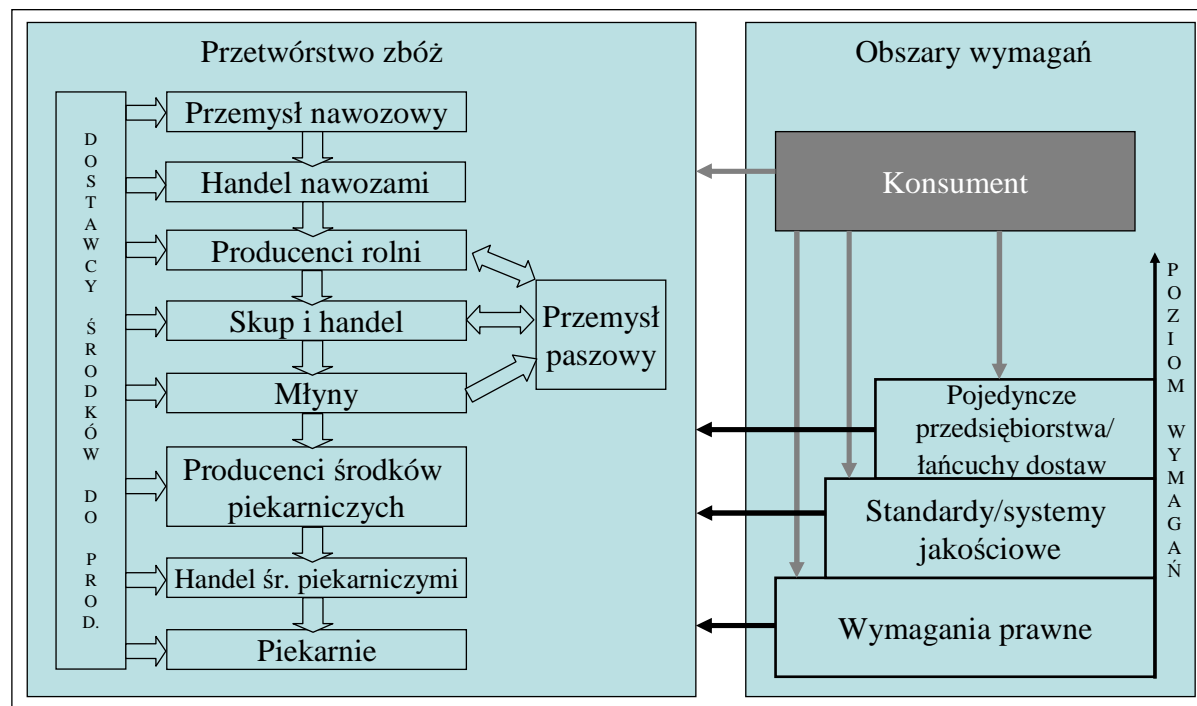 Przetwórstwo zbóż
DOSTAWCY ŚRODKÓW DO PROD.
Przemysł nawozowy
Handel nawozami
Producenci rolni
Skup i handel
Młyny
Producenci środków
piekarniczych
Handel śr. piekarniczymi
Piekarnie
Przemysł
paszowy
Obszary wymagań
Konsument
POZIOM WYMAGAŃ
Pojedyncze
przedsiębiorstwa/
łańcuchy dostaw
Standardy/systemy
jakościowe
Wymagania prawne